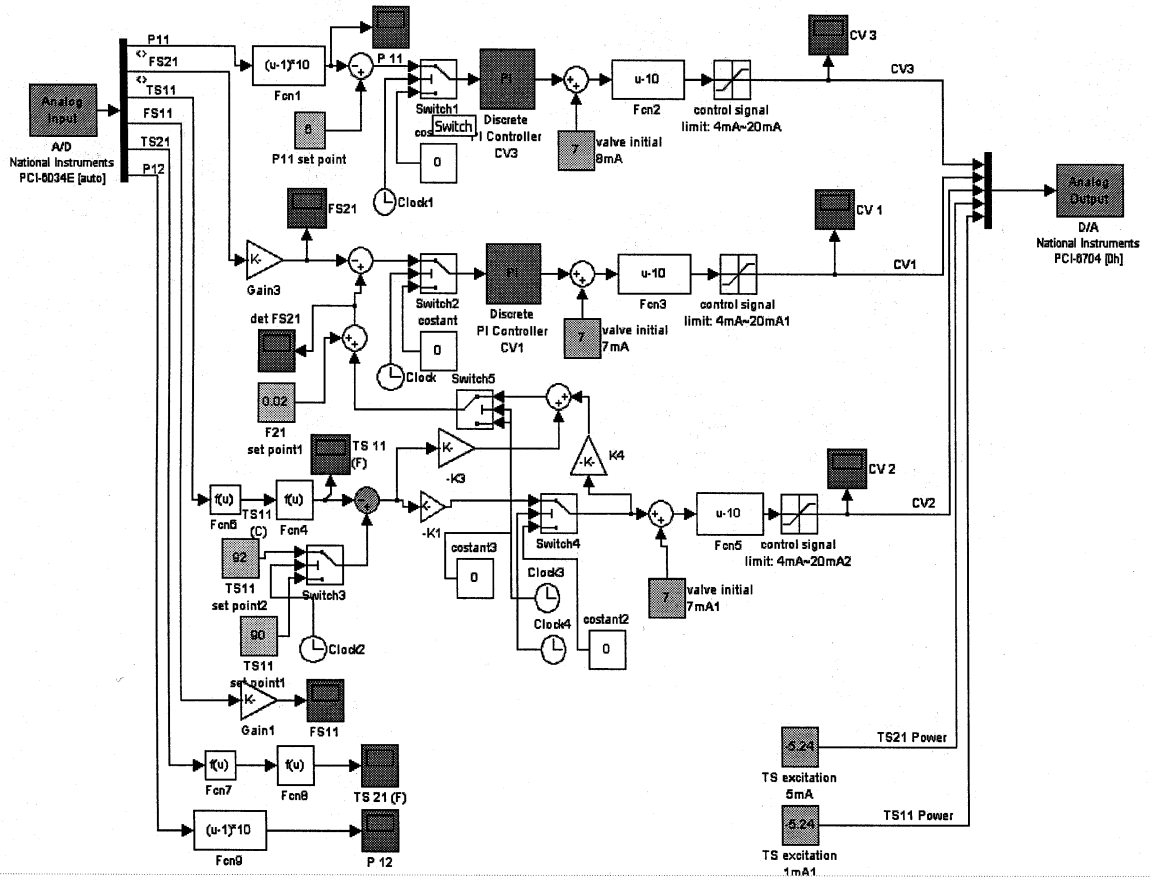 Analog
Input
A/D
National Instruments
PCI-6034E [auto]
P11
<>
FS21
<>
TS11
FS11
TS21
P12
(u-1)*10
Fcn1
P 11
6
P11 set point
Switch1
Switch
costant
0
Clock1
PI
Discrete
PI Controller
CV3
7
valve initial
8mA
u-10
Fcn2
control signal
limit: 4mA~20mA
CV 3
CV3
K-
Gain3
FS21
det FS21
0.02
F21
set point1
Switch2
costant
0
Clock
PI
Discrete
PI Controller
CV1
7
valve initial
7mA
u-10
Fcn3
control signal
limit: 4mA~20mA1
CV 1
CV1
Analog
Output
D/A
National Instruments
PCI-6704 [0h]
Switch5
K-
-K3
-K-
K4
f(u)
Fcn6
TS11
(C)
f(u)
Fcn4
TS 11
(F)
K-
-K1
92
TS11
set point2
Switch3
90
TS11
set point1
Clock2
costant3
0
Switch4
Clock3
Clock4
costant2
0
7
valve initial
7mA1
u-10
Fcn5
control signal
limit: 4mA~20mA2
CV 2
CV2
K-
Gain1
FS11
f(u)
Fcn7
f(u)
Fcn8
TS 21 (F)
(u-1)*10
Fcn9
P 12
-5.24
TS excitation
5mA
TS21 Power
-5.24
TS excitation
1mA1
TS11 Power